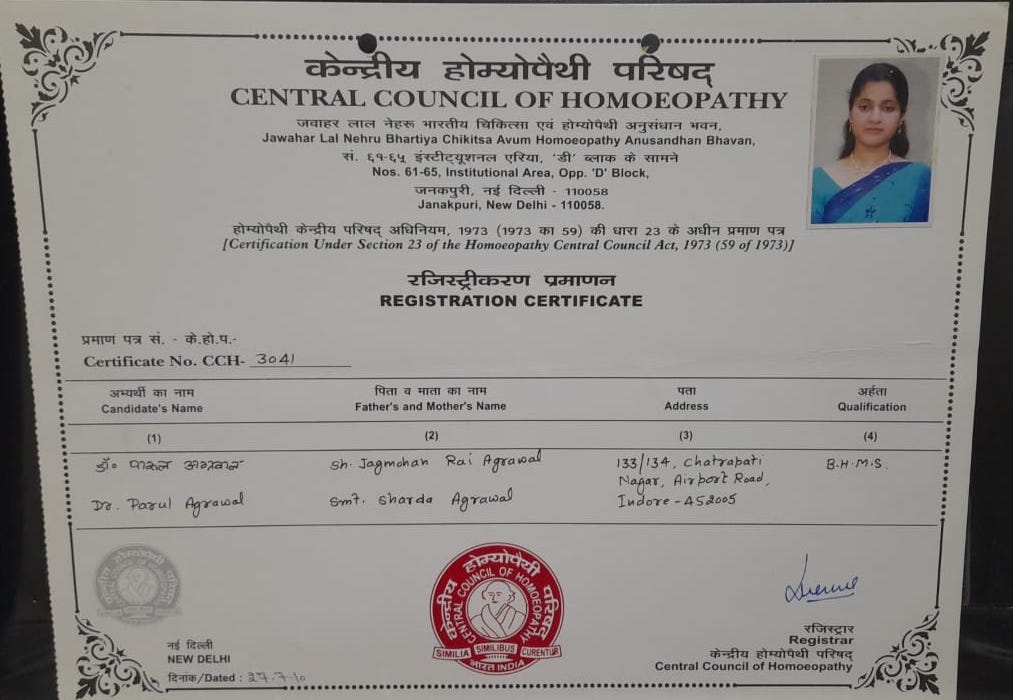 केन्द्रीय होम्योपैथी परिषद्
CENTRAL COUNCIL OF HOMOEOPATHY
जवाहर लाल नेहरू भारतीय चिकित्सा एवं होम्योपैथी अनुसंधान भवन,
Jawahar Lal Nehru Bhartiya Chikitsa Avum Homoeopathy Anusandhan Bhavan,
सं. ६१-६५ इंस्टीट्यूशनल एरिया, 'डी' ब्लाक के सामने
Nos. 61-65, Institutional Area, Opp. 'D' Block,
जनकपुरी, नई दिल्ली - 110058
Janakpuri, New Delhi - 110058.
होम्योपैथी केन्द्रीय परिषद् अधिनियम, 1973 (1973 का 59) की धारा 23 के अधीन प्रमाण पत्र
[Certification Under Section 23 of the Homoeopathy Central Council Act, 1973 (59 of 1973)]
रजिस्ट्रीकरण प्रमाणन
REGISTRATION CERTIFICATE
प्रमाण पत्र सं. - के.हो.प.-
Certificate No. CCH- 3041
अभ्यर्थी का नाम पिता व माता का नाम पता अर्हता
Candidate's Name Father's and Mother's Name Address Qualification
(1) (2) (3) (4)
डॉ० पारूल अग्रवाल Sh. Jagmohan Rai Agrawal 133/134, Chatrapati B.H.M.S.
Nagar, Airport Road,
Dr. Parul Agrawal Smt. Sharda Agrawal Indore - 452005
केन्द्रीय होम्योपैथी परिषद्
CENTRAL COUNCIL OF HOMOEOPATHY
SIMILIA SIMILIBUS CURENTUR
भारत INDIA
नई दिल्ली
NEW DELHI
दिनांक/Dated : 27.7.10
रजिस्ट्रार
Registrar
केन्द्रीय होम्योपैथी परिषद्
Central Council of Homoeopathy